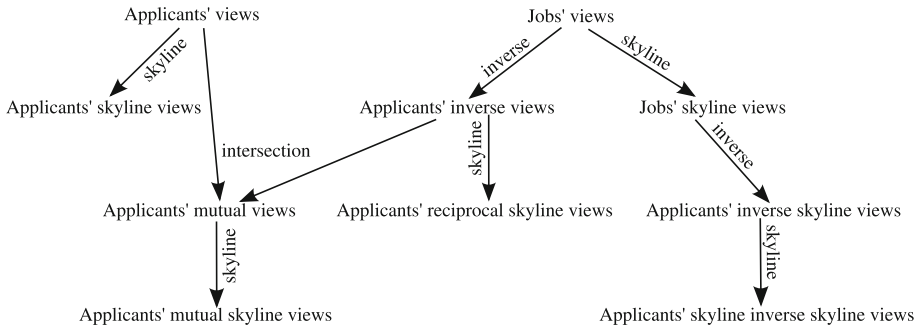 Applicants' views
Jobs' views
skyline
inverse
skyline
Applicants' skyline views
Applicants' inverse views
Jobs' skyline views
intersection
skyline
inverse
Applicants' mutual views
Applicants' reciprocal skyline views
Applicants' inverse skyline views
skyline
skyline
Applicants' mutual skyline views
Applicants' skyline inverse skyline views